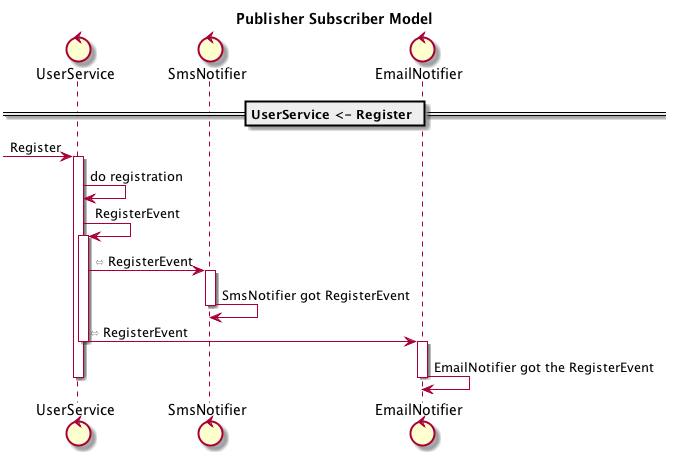 Publisher Subscriber Model
UserService SmsNotifier EmailNotifier
UserService <- Register
Register
do registration
RegisterEvent
⇔ RegisterEvent
SmsNotifier got RegisterEvent
⇔ RegisterEvent
EmailNotifier got the RegisterEvent
UserService SmsNotifier EmailNotifier